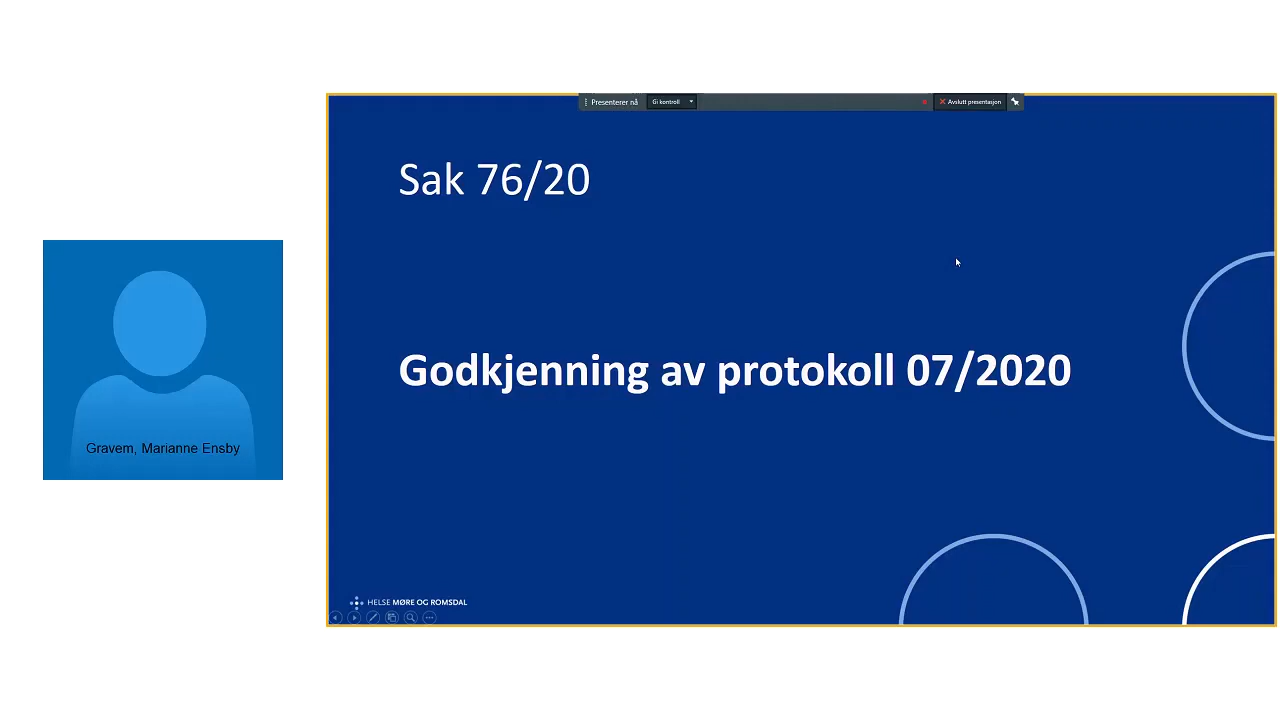 Presenterer nå
Gi kontroll
Avslutt presentasjon
Sak 76/20
Godkjenning av protokoll 07/2020
Gravem, Marianne Ensby
HELSE MØRE OG ROMSDAL